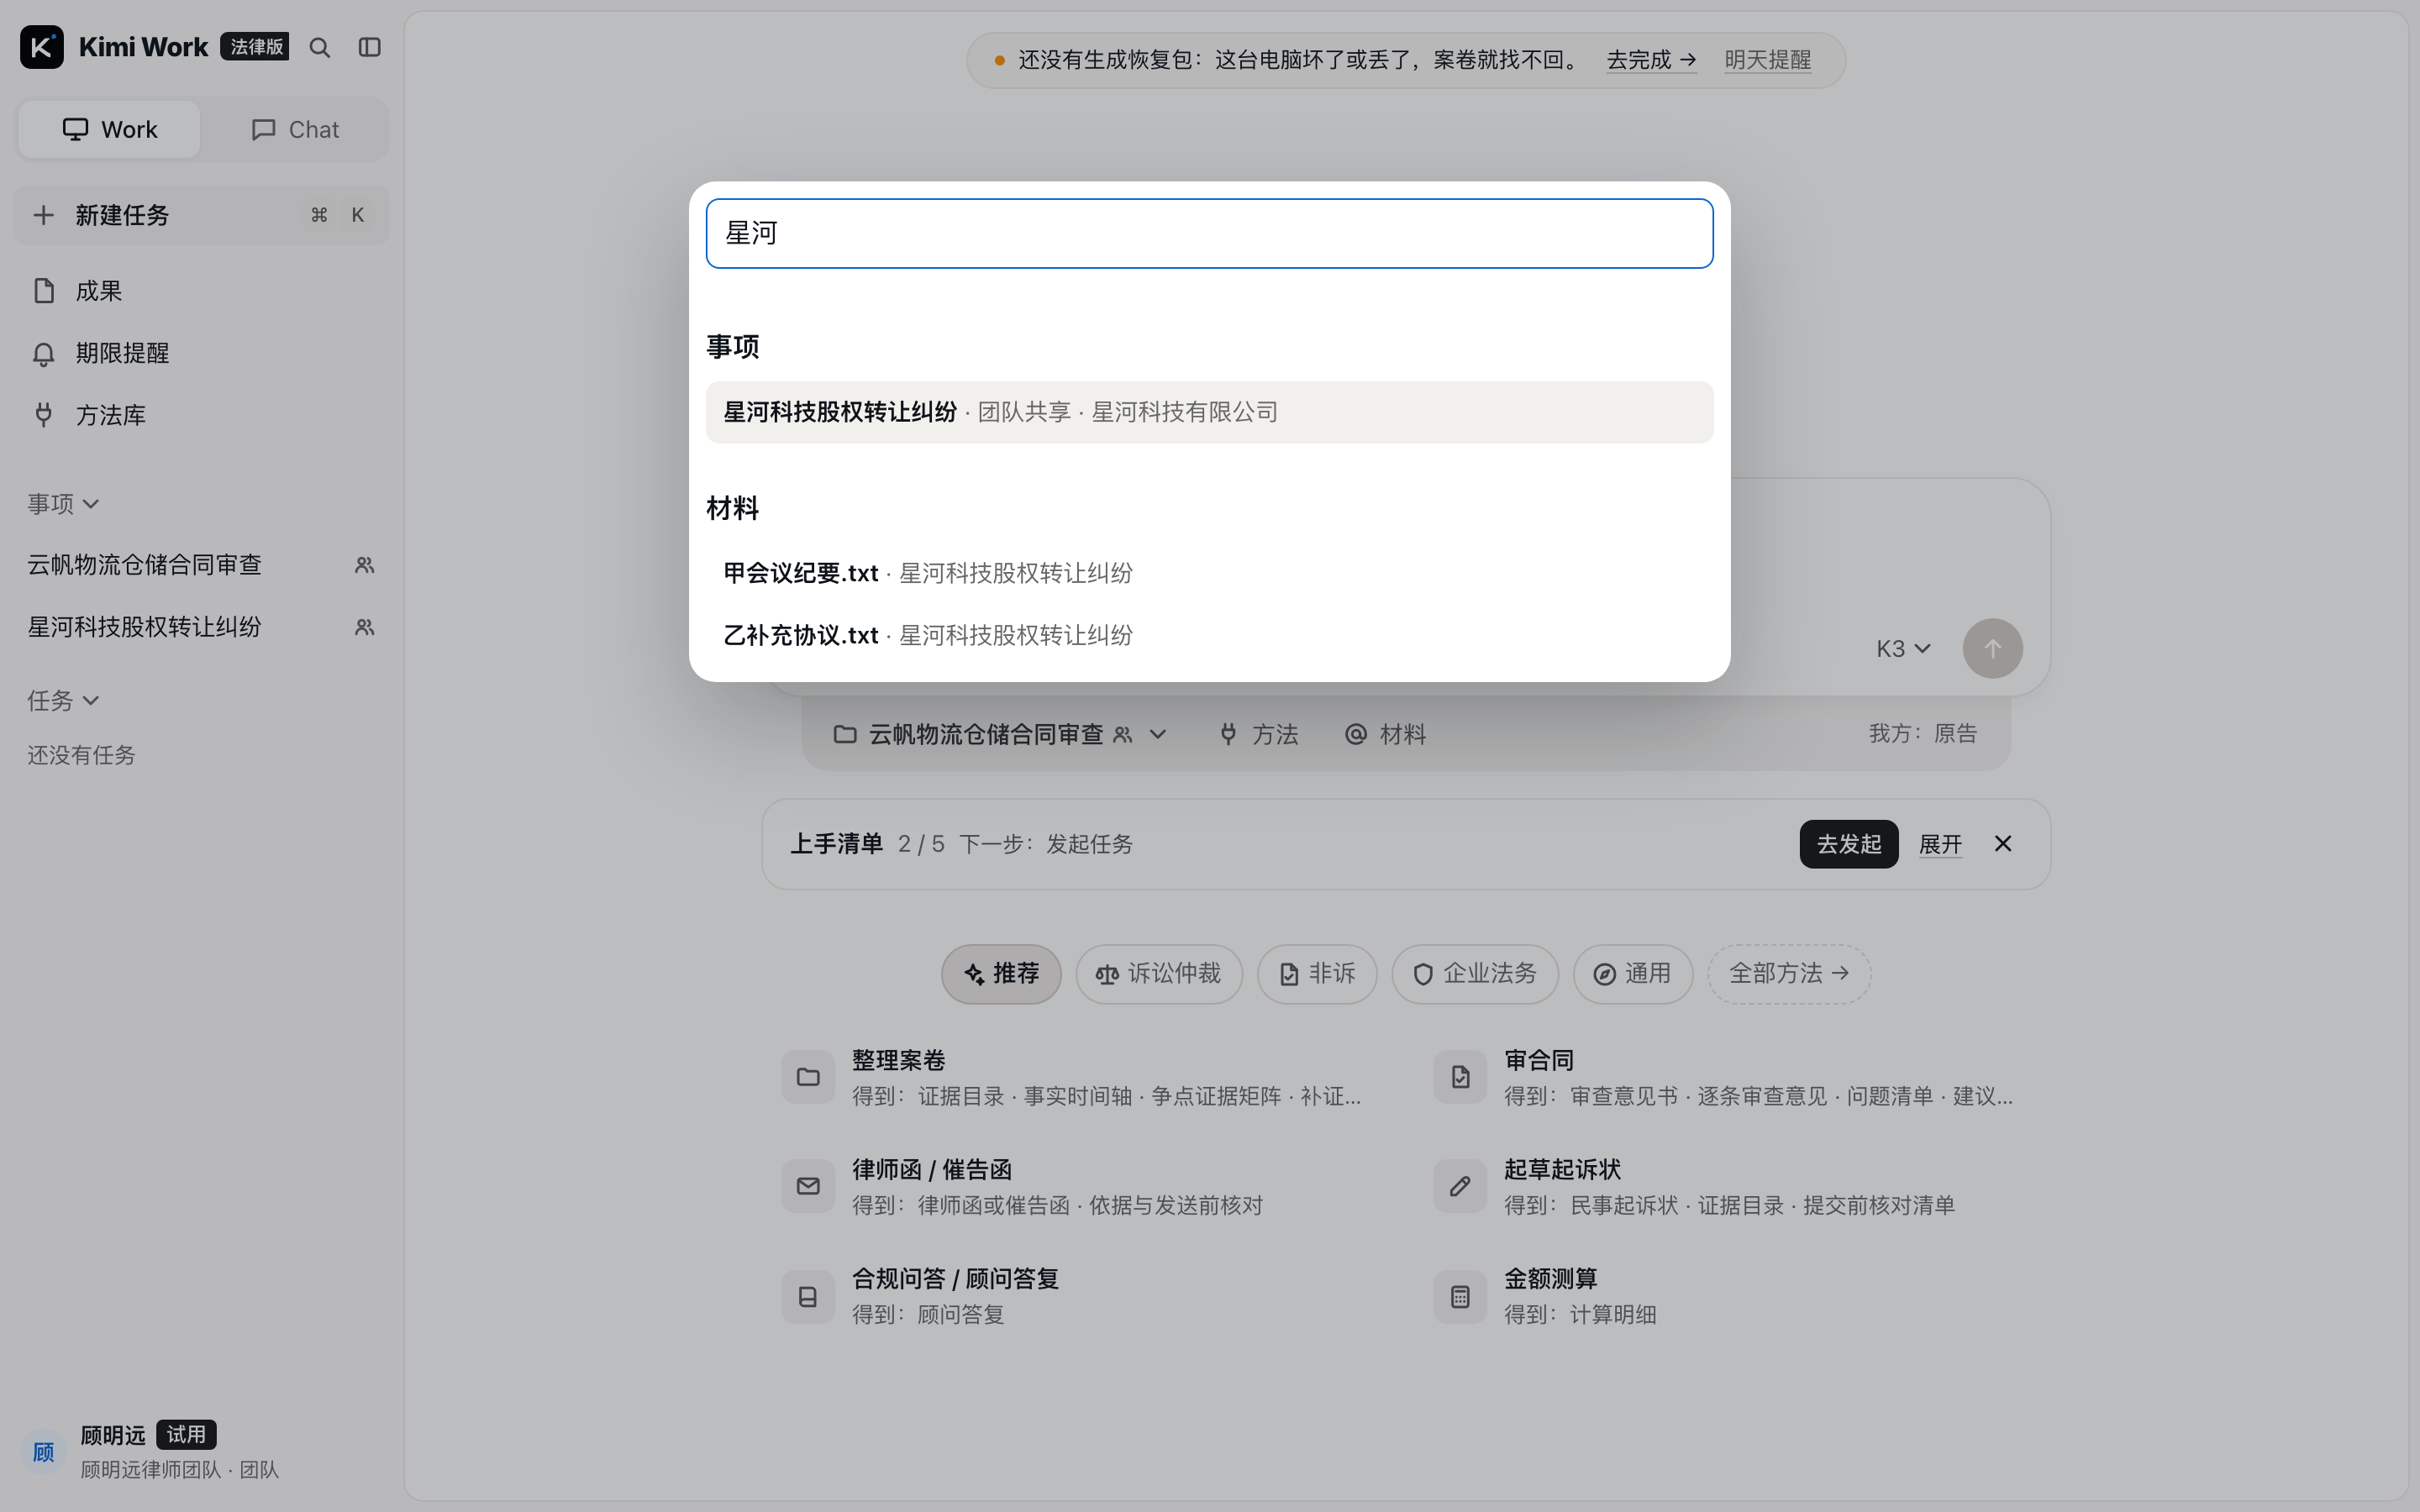 Kimi Work 法律版
Work
Chat
新建任务 ⌘ K
成果
期限提醒
方法库
事项
云帆物流仓储合同审查
星河科技股权转让纠纷
任务
还没有任务
顾 顾明远 试用
顾明远律师团队 · 团队
还没有生成恢复包：这台电脑坏了或丢了，案卷就找不回。 去完成 → 明天提醒
星河
事项
星河科技股权转让纠纷 · 团队共享 · 星河科技有限公司
材料
甲会议纪要.txt · 星河科技股权转让纠纷
乙补充协议.txt · 星河科技股权转让纠纷
K3
云帆物流仓储合同审查 方法 材料 我方：原告
上手清单 2 / 5 下一步：发起任务 去发起 展开
推荐 诉讼仲裁 非诉 企业法务 通用 全部方法 →
整理案卷
得到：证据目录 · 事实时间轴 · 争点证据矩阵 · 补证...
审合同
得到：审查意见书 · 逐条审查意见 · 问题清单 · 建议...
律师函 / 催告函
得到：律师函或催告函 · 依据与发送前核对
起草起诉状
得到：民事起诉状 · 证据目录 · 提交前核对清单
合规问答 / 顾问答复
得到：顾问答复
金额测算
得到：计算明细